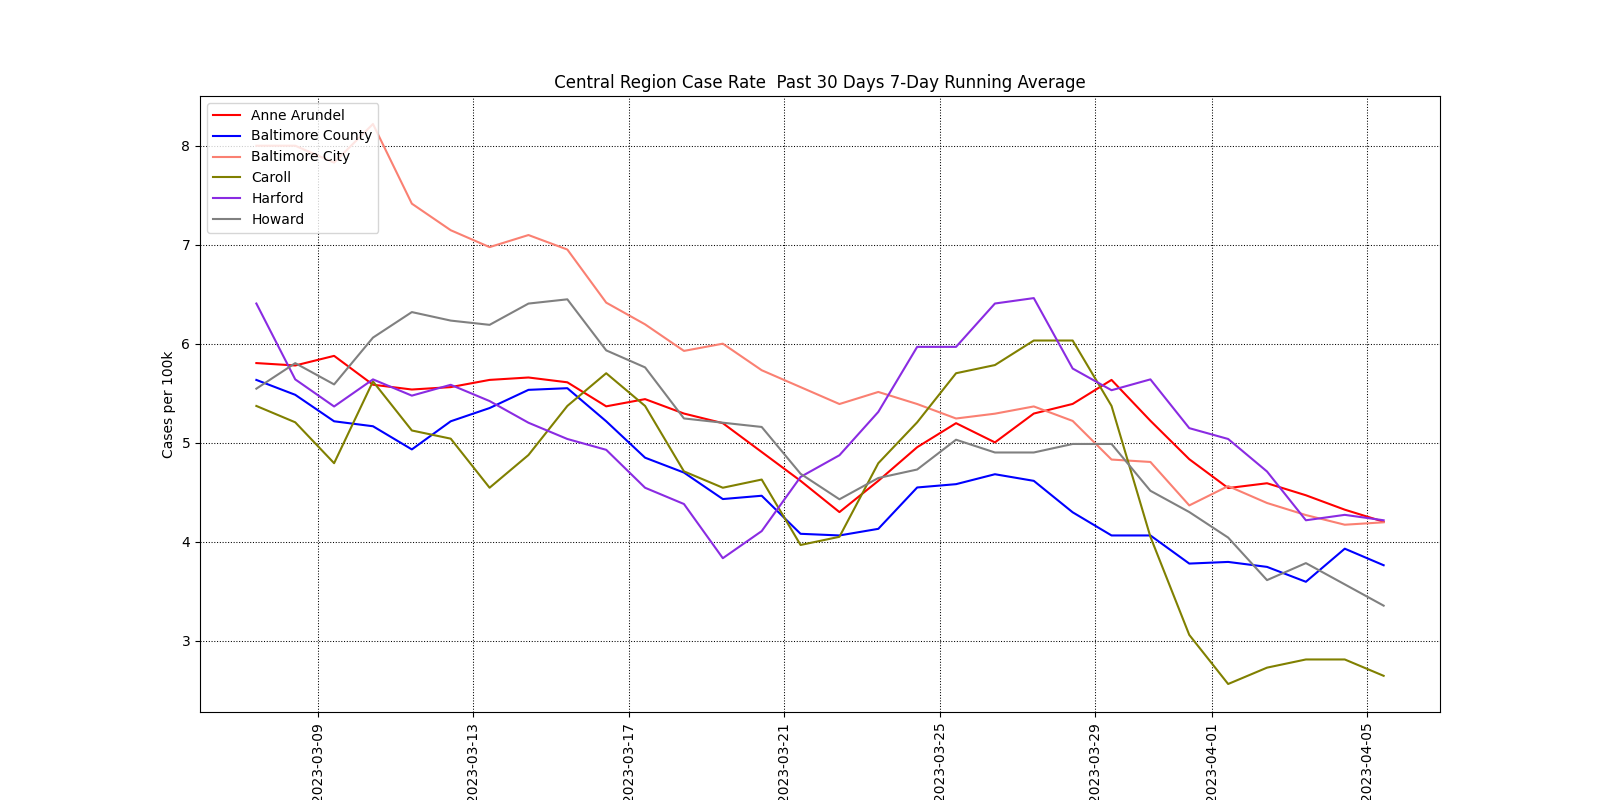 Central Region Case Rate  Past 30 Days 7-Day Running Average
Anne Arundel
Baltimore County
Baltimore City
Caroll
Harford
Howard
Cases per 100k
8
7
6
5
4
3
2023-03-09
2023-03-13
2023-03-17
2023-03-21
2023-03-25
2023-03-29
2023-04-01
2023-04-05